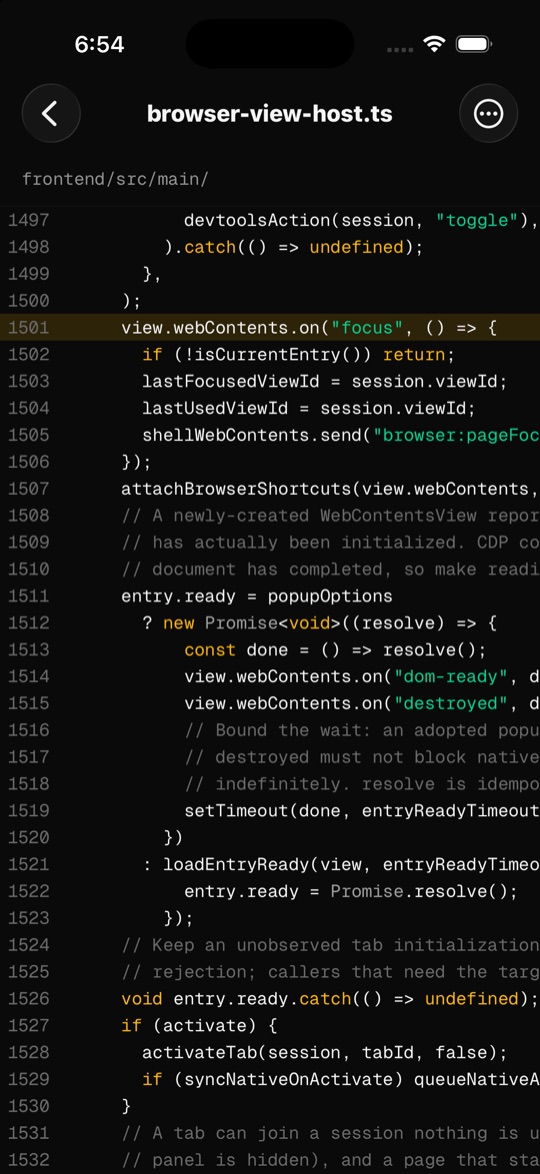 6:54
browser-view-host.ts
frontend/src/main/
1497 devtoolsAction(session, "toggle"),
1498 ).catch(() => undefined);
1499 },
1500 );
1501 view.webContents.on("focus", () => {
1502 if (!isCurrentEntry()) return;
1503 lastFocusedViewId = session.viewId;
1504 lastUsedViewId = session.viewId;
1505 shellWebContents.send("browser:pageFoc
1506 });
1507 attachBrowserShortcuts(view.webContents,
1508 // A newly-created WebContentsView repor
1509 // has actually been initialized. CDP co
1510 // document has completed, so make readi
1511 entry.ready = popupOptions
1512 ? new Promise<void>((resolve) => {
1513 const done = () => resolve();
1514 view.webContents.on("dom-ready", d
1515 view.webContents.on("destroyed", d
1516 // Bound the wait: an adopted popu
1517 // destroyed must not block native
1518 // indefinitely. resolve is idempo
1519 setTimeout(done, entryReadyTimeout
1520 })
1521 : loadEntryReady(view, entryReadyTimeo
1522 entry.ready = Promise.resolve();
1523 });
1524 // Keep an unobserved tab initialization
1525 // rejection; callers that need the targ
1526 void entry.ready.catch(() => undefined);
1527 if (activate) {
1528 activateTab(session, tabId, false);
1529 if (syncNativeOnActivate) queueNativeA
1530 }
1531 // A tab can join a session nothing is u
1532 // panel is hidden), and a page that sta